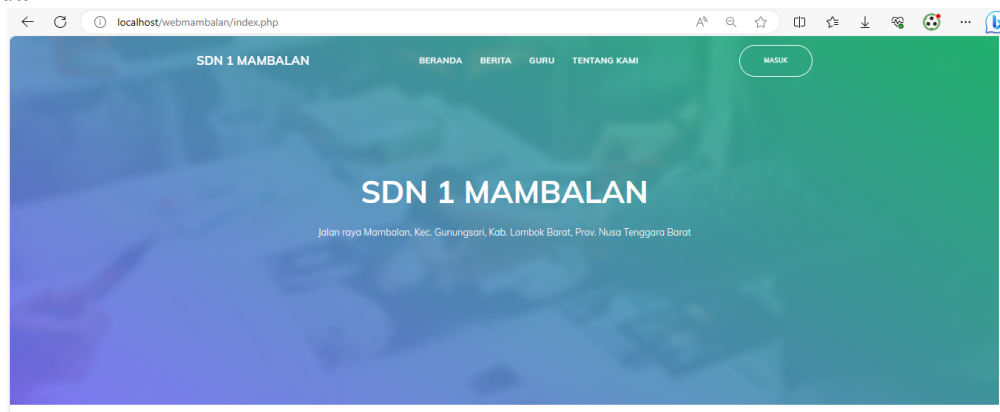 localhost/webmambalan/index.php
SDN 1 MAMBALAN BERANDA BERITA GURU TENTANG KAMI MASUK
SDN 1 MAMBALAN
Jalan raya Mambalan, Kec. Gunungsari, Kab. Lombok Barat, Prov. Nusa Tenggara Barat